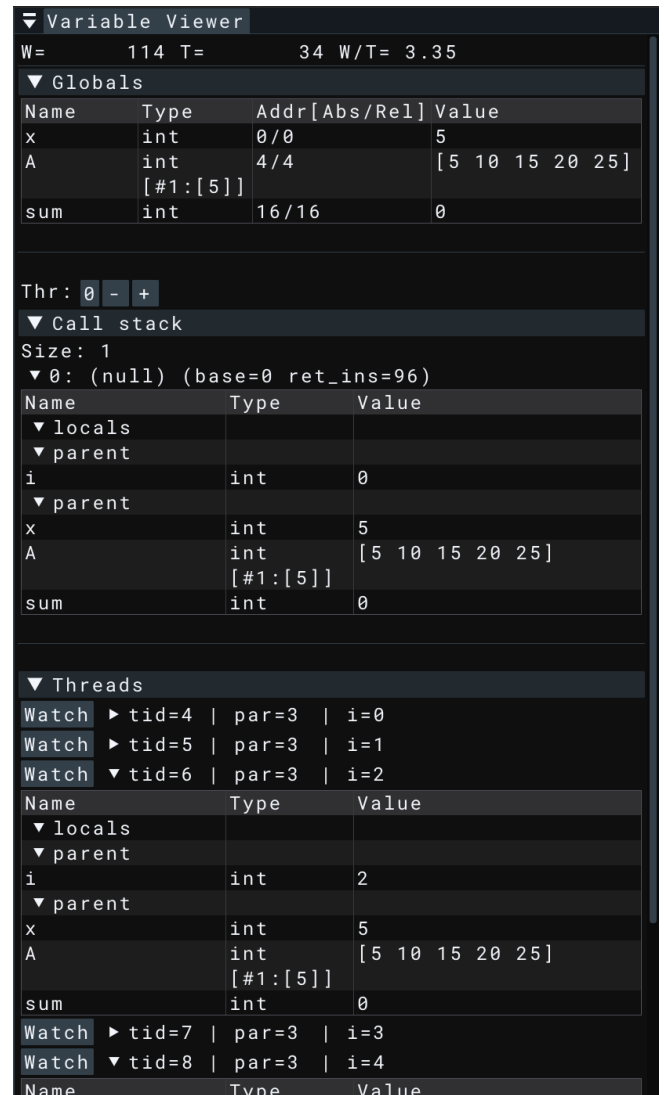 Variable Viewer
W= 114 T= 34 W/T= 3.35
Globals
Name Type Addr[Abs/Rel] Value
x int 0/0 5
A int 4/4 [5 10 15 20 25]
[#1:[5]]
sum int 16/16 0
Thr: 0 - +
Call stack
Size: 1
0: (null) (base=0 ret_ins=96)
Name Type Value
locals
parent
i int 0
parent
x int 5
A int [5 10 15 20 25]
[#1:[5]]
sum int 0
Threads
Watch tid=4 | par=3 | i=0
Watch tid=5 | par=3 | i=1
Watch tid=6 | par=3 | i=2
Name Type Value
locals
parent
i int 2
parent
x int 5
A int [5 10 15 20 25]
[#1:[5]]
sum int 0
Watch tid=7 | par=3 | i=3
Watch tid=8 | par=3 | i=4
Name Type Value